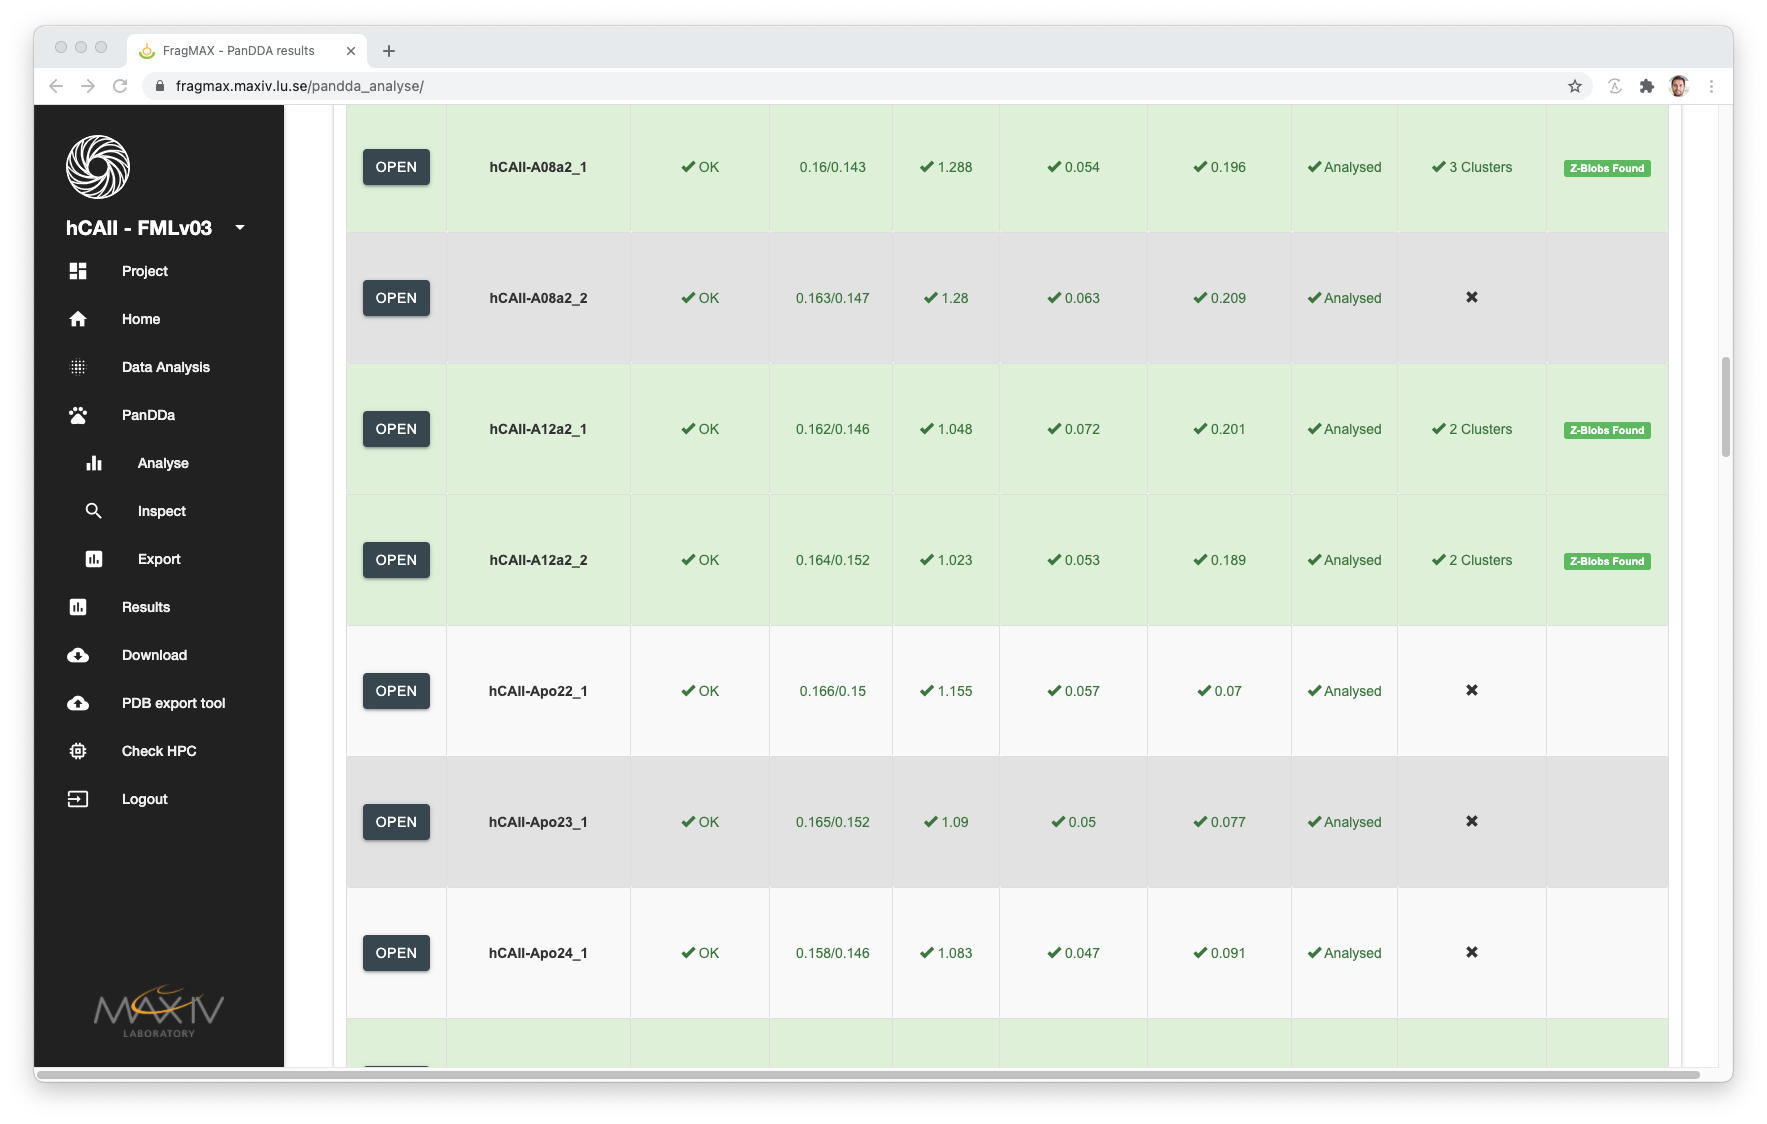 FragMAX - PanDDA results
fragmax.maxiv.lu.se/pandda_analyse/
hCAII - FMLv03
Project
Home
Data Analysis
PanDDa
Analyse
Inspect
Export
Results
Download
PDB export tool
Check HPC
Logout
MAXIV
LABORATORY
OPEN hCAII-A08a2_1 OK 0.16/0.143 1.288 0.054 0.196 Analysed 3 Clusters Z-Blobs Found
OPEN hCAII-A08a2_2 OK 0.163/0.147 1.28 0.063 0.209 Analysed
OPEN hCAII-A12a2_1 OK 0.162/0.146 1.048 0.072 0.201 Analysed 2 Clusters Z-Blobs Found
OPEN hCAII-A12a2_2 OK 0.164/0.152 1.023 0.053 0.189 Analysed 2 Clusters Z-Blobs Found
OPEN hCAII-Apo22_1 OK 0.166/0.15 1.155 0.057 0.07 Analysed
OPEN hCAII-Apo23_1 OK 0.165/0.152 1.09 0.05 0.077 Analysed
OPEN hCAII-Apo24_1 OK 0.158/0.146 1.083 0.047 0.091 Analysed